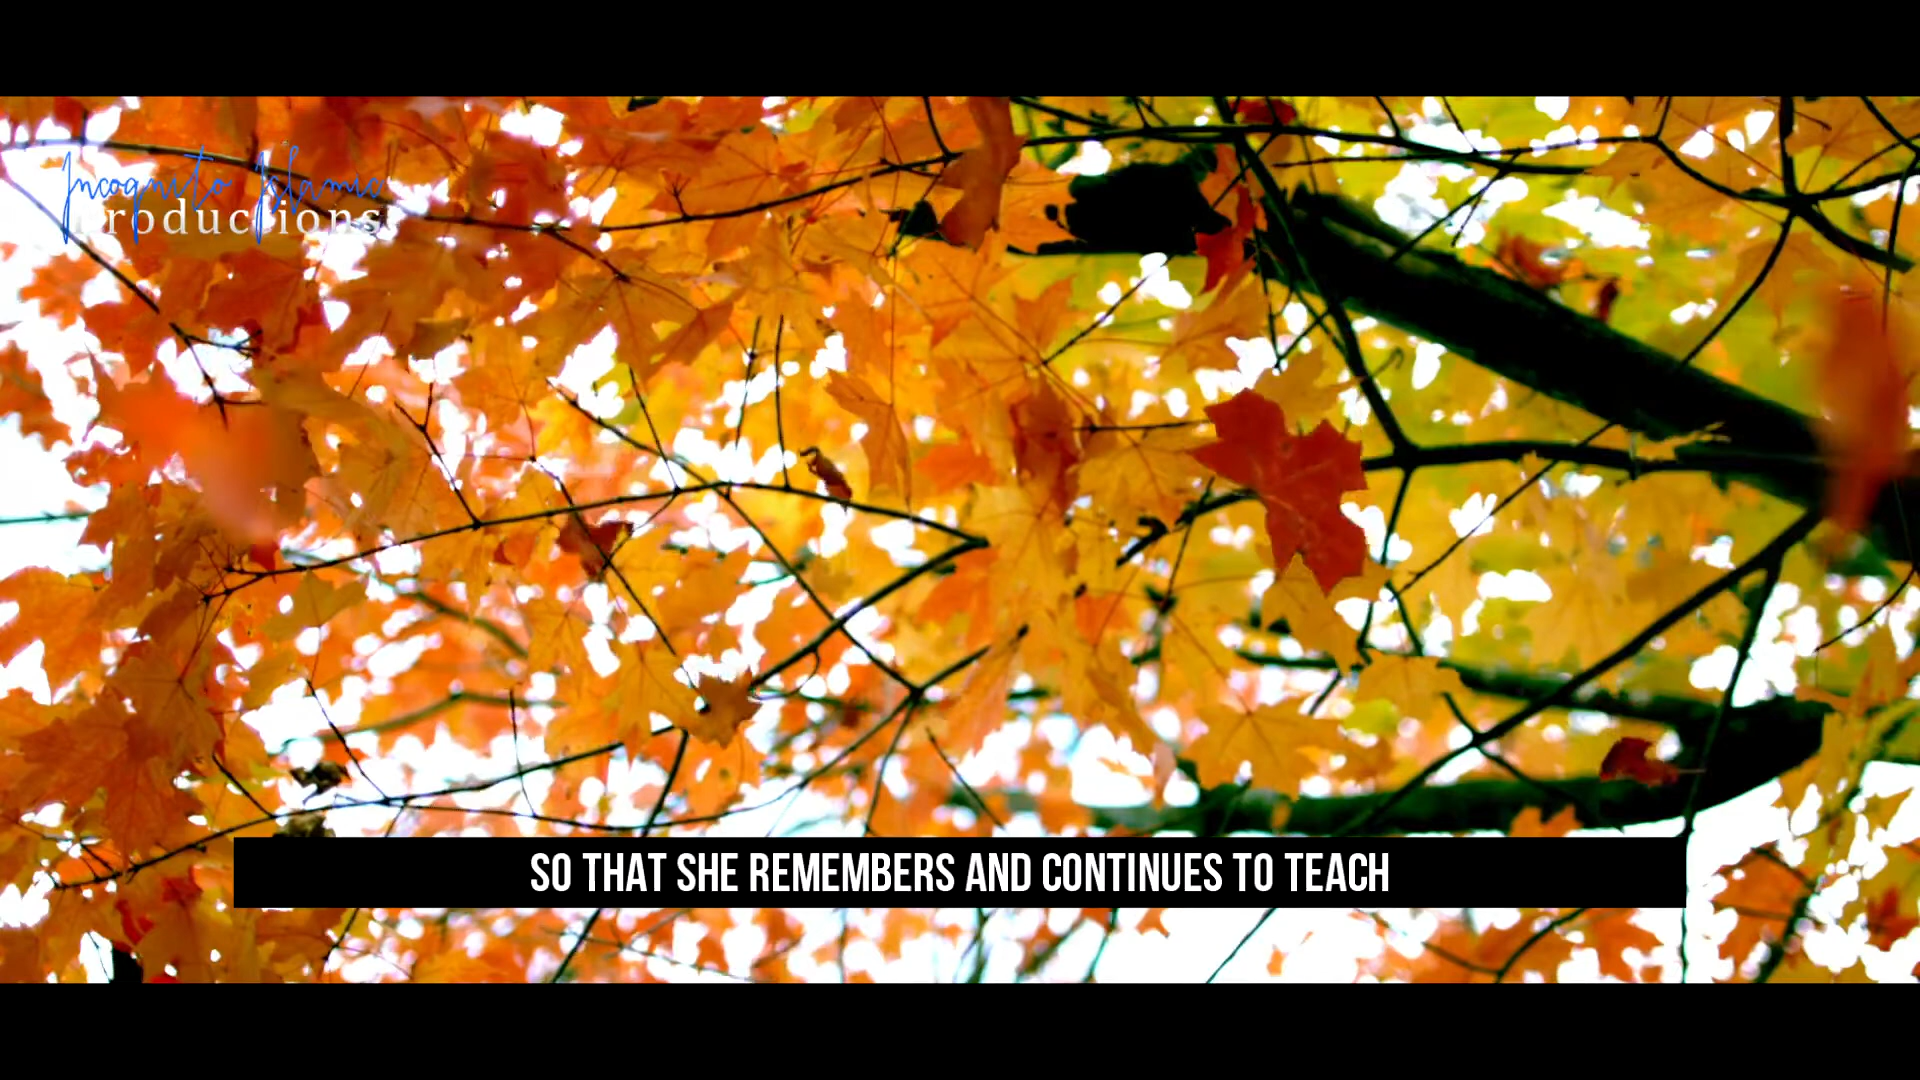 Incognito Islamic
Productions
SO THAT SHE REMEMBERS AND CONTINUES TO TEACH